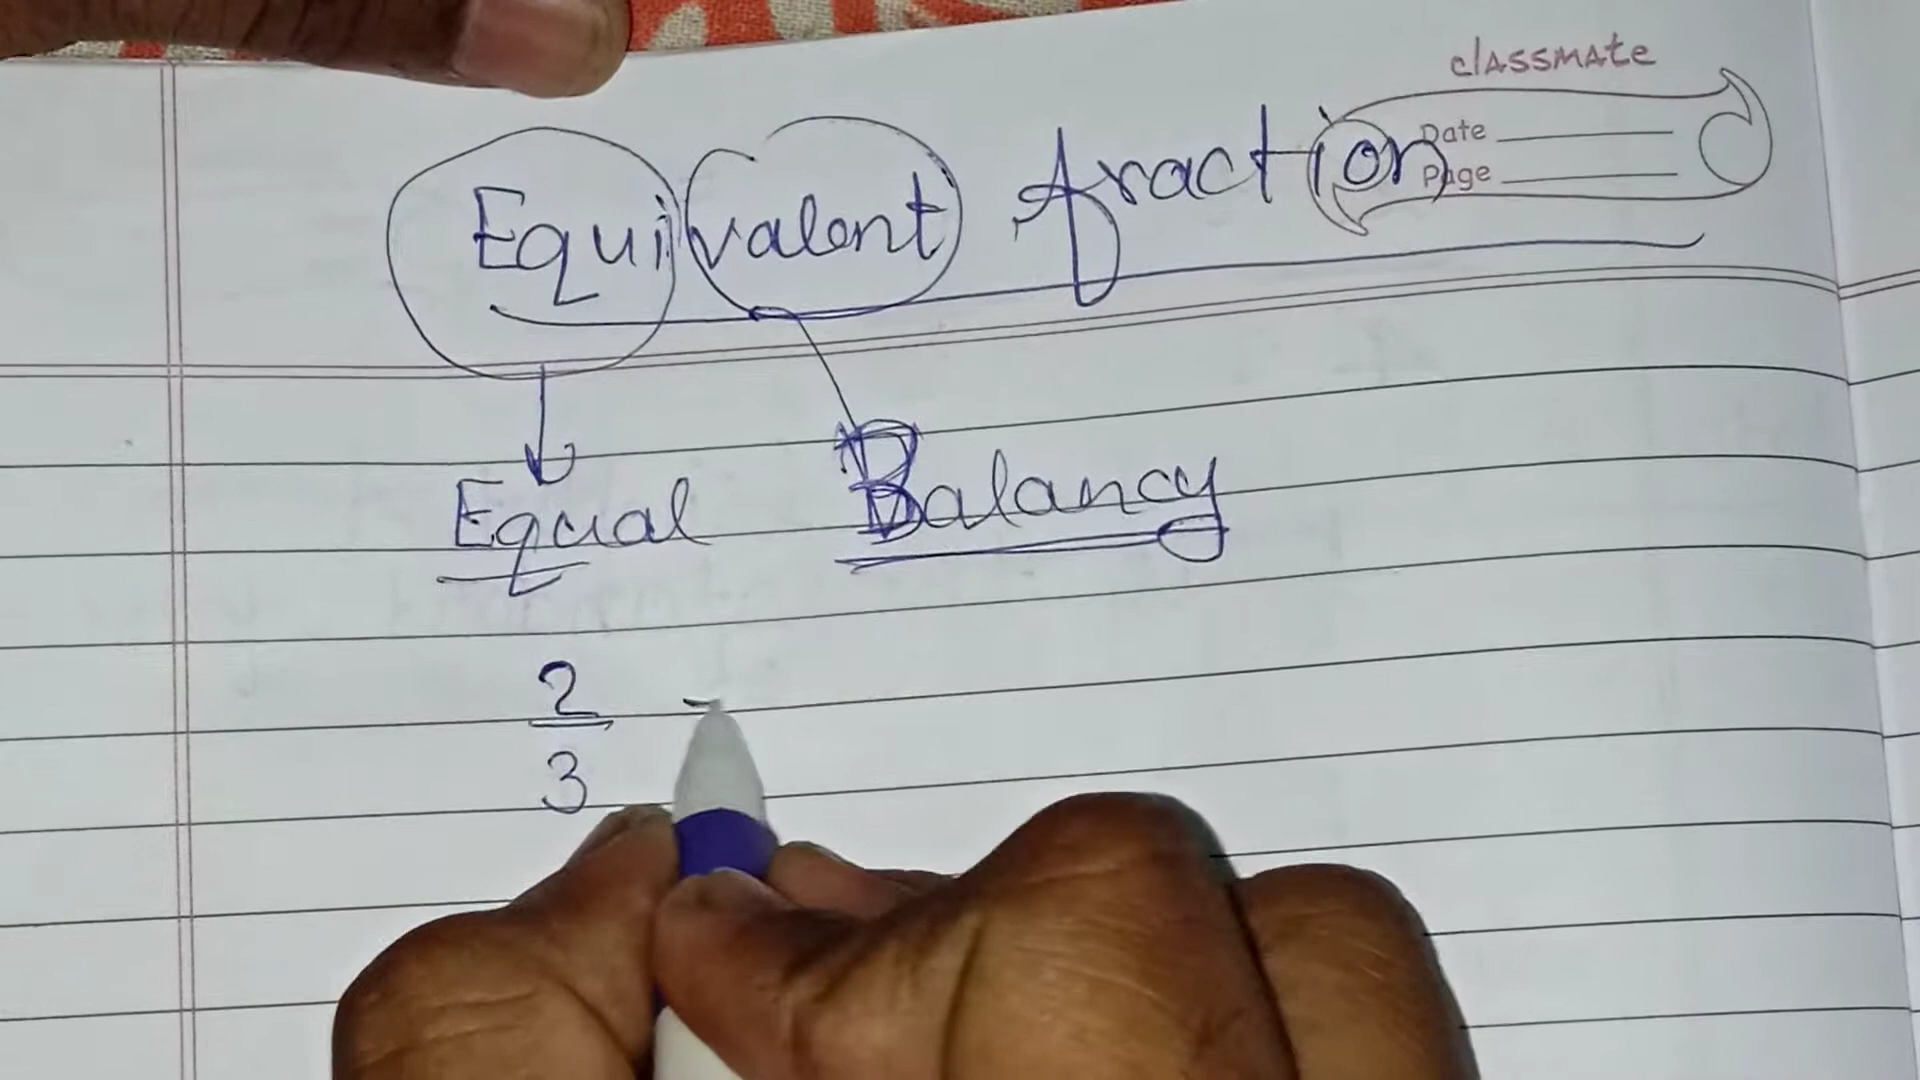 classmate
Date
Page
Equivalent fraction
Equal Balancy
2
3